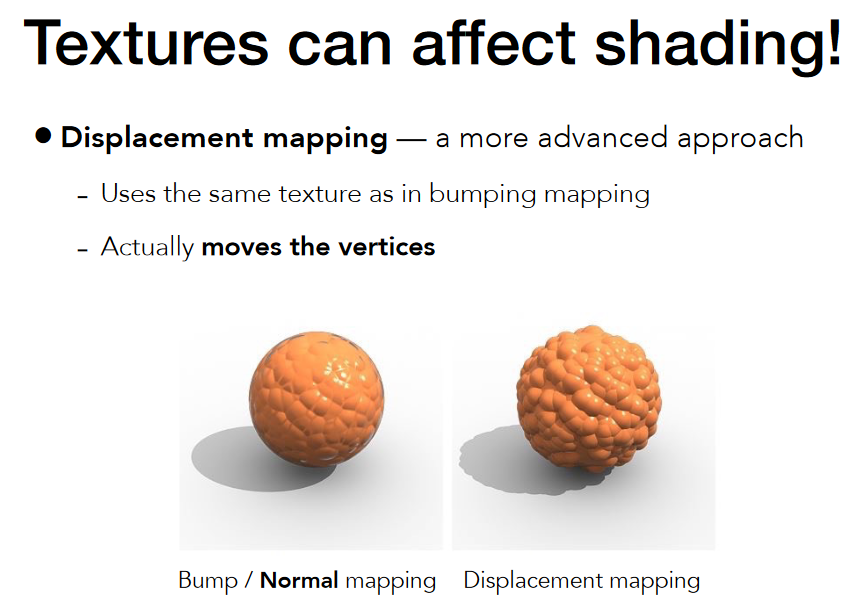 Textures can affect shading!
● Displacement mapping — a more advanced approach
- Uses the same texture as in bumping mapping
- Actually moves the vertices
Bump / Normal mapping
Displacement mapping